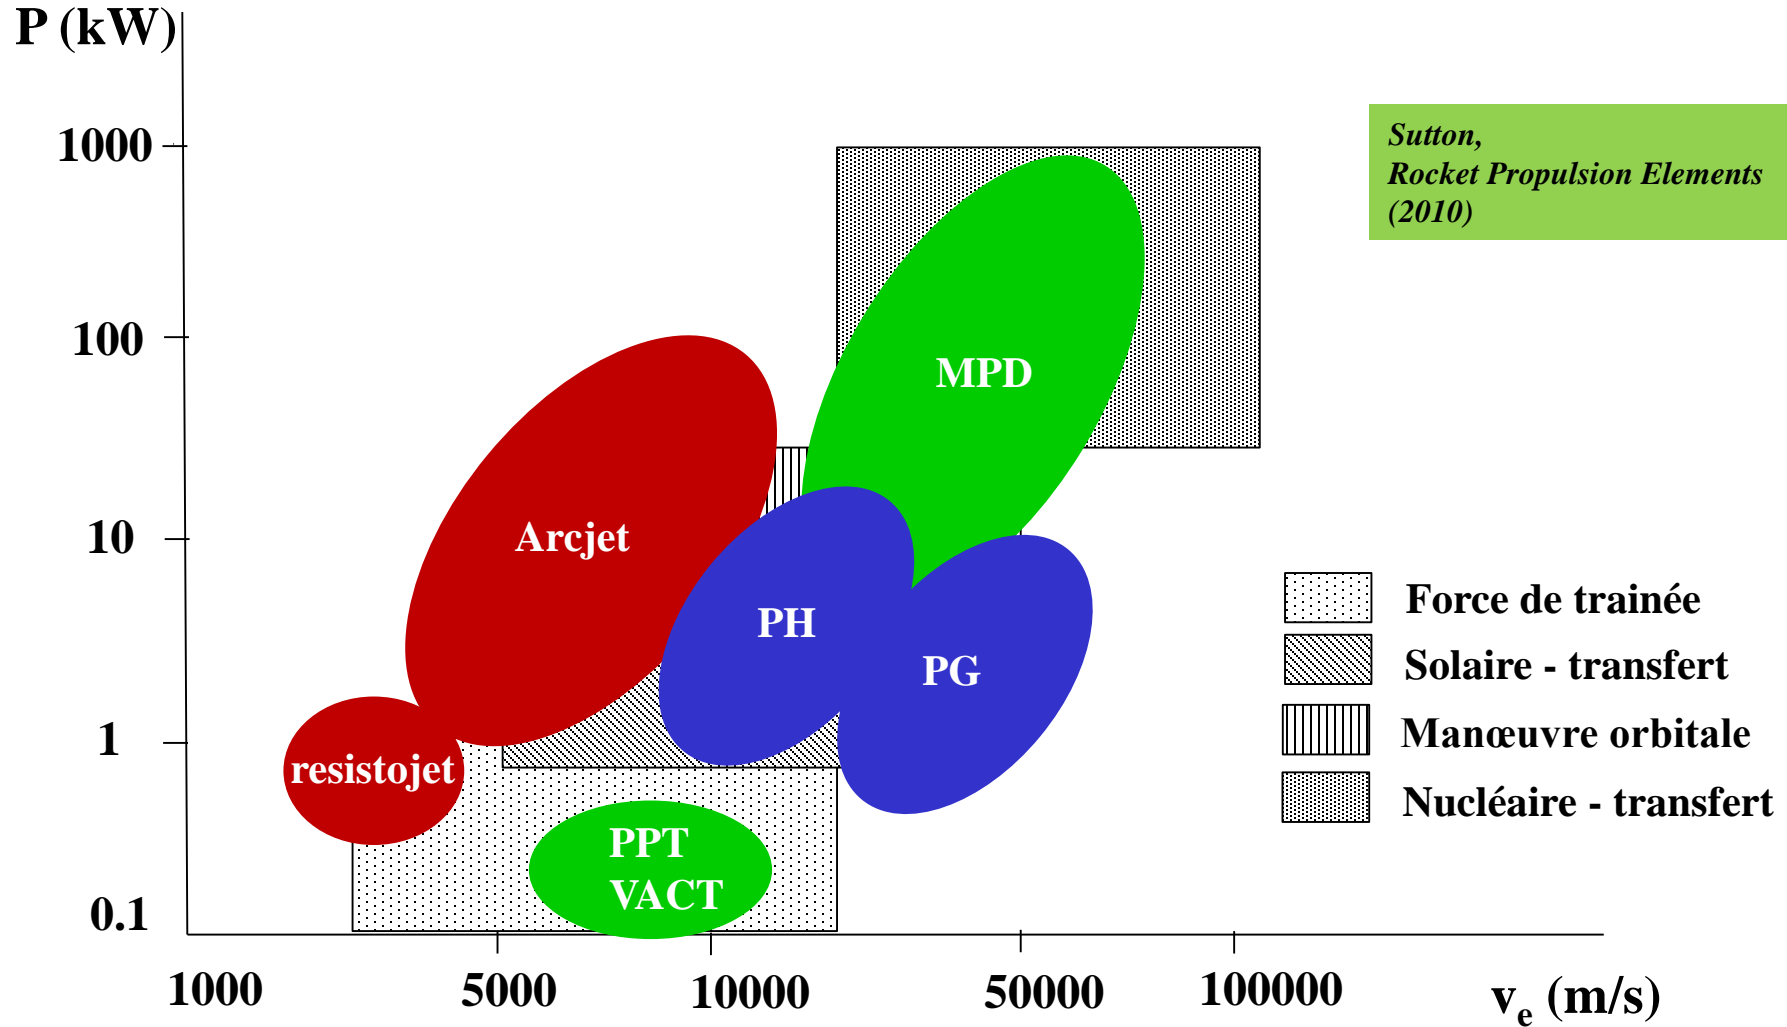 P (kW)
1000
100
10
1
0.1
Sutton,
Rocket Propulsion Elements
(2010)
MPD
Arcjet
PH
PG
resistojet
PPT
VACT
Force de trainée
Solaire - transfert
Manœuvre orbitale
Nucléaire - transfert
1000
5000
10000
50000
100000
ve (m/s)